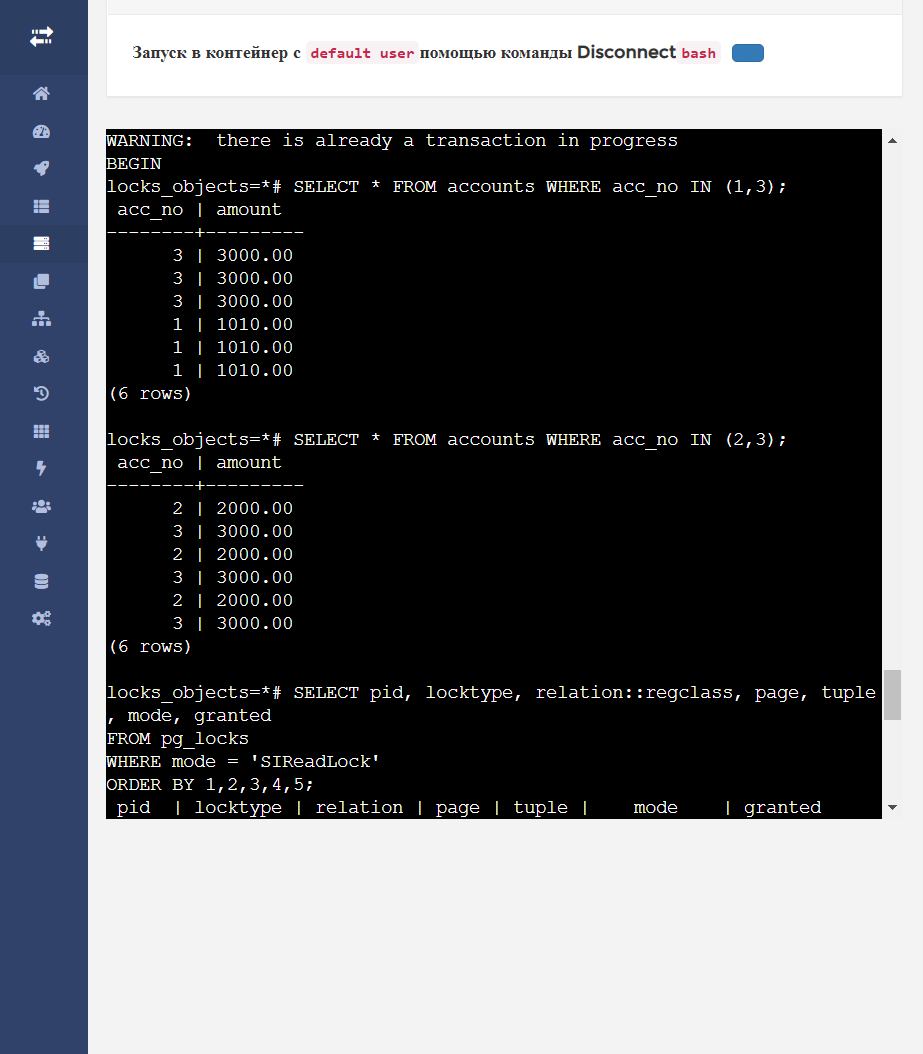 Запуск в контейнер с default user помощью команды Disconnect bash
WARNING:  there is already a transaction in progress
BEGIN
locks_objects=*# SELECT * FROM accounts WHERE acc_no IN (1,3);
 acc_no | amount
--------+---------
      3 | 3000.00
      3 | 3000.00
      3 | 3000.00
      1 | 1010.00
      1 | 1010.00
      1 | 1010.00
(6 rows)
locks_objects=*# SELECT * FROM accounts WHERE acc_no IN (2,3);
 acc_no | amount
--------+---------
      2 | 2000.00
      3 | 3000.00
      2 | 2000.00
      3 | 3000.00
      2 | 2000.00
      3 | 3000.00
(6 rows)
locks_objects=*# SELECT pid, locktype, relation::regclass, page, tuple
, mode, granted
FROM pg_locks
WHERE mode = 'SIReadLock'
ORDER BY 1,2,3,4,5;
 pid  | locktype | relation | page | tuple |    mode    | granted